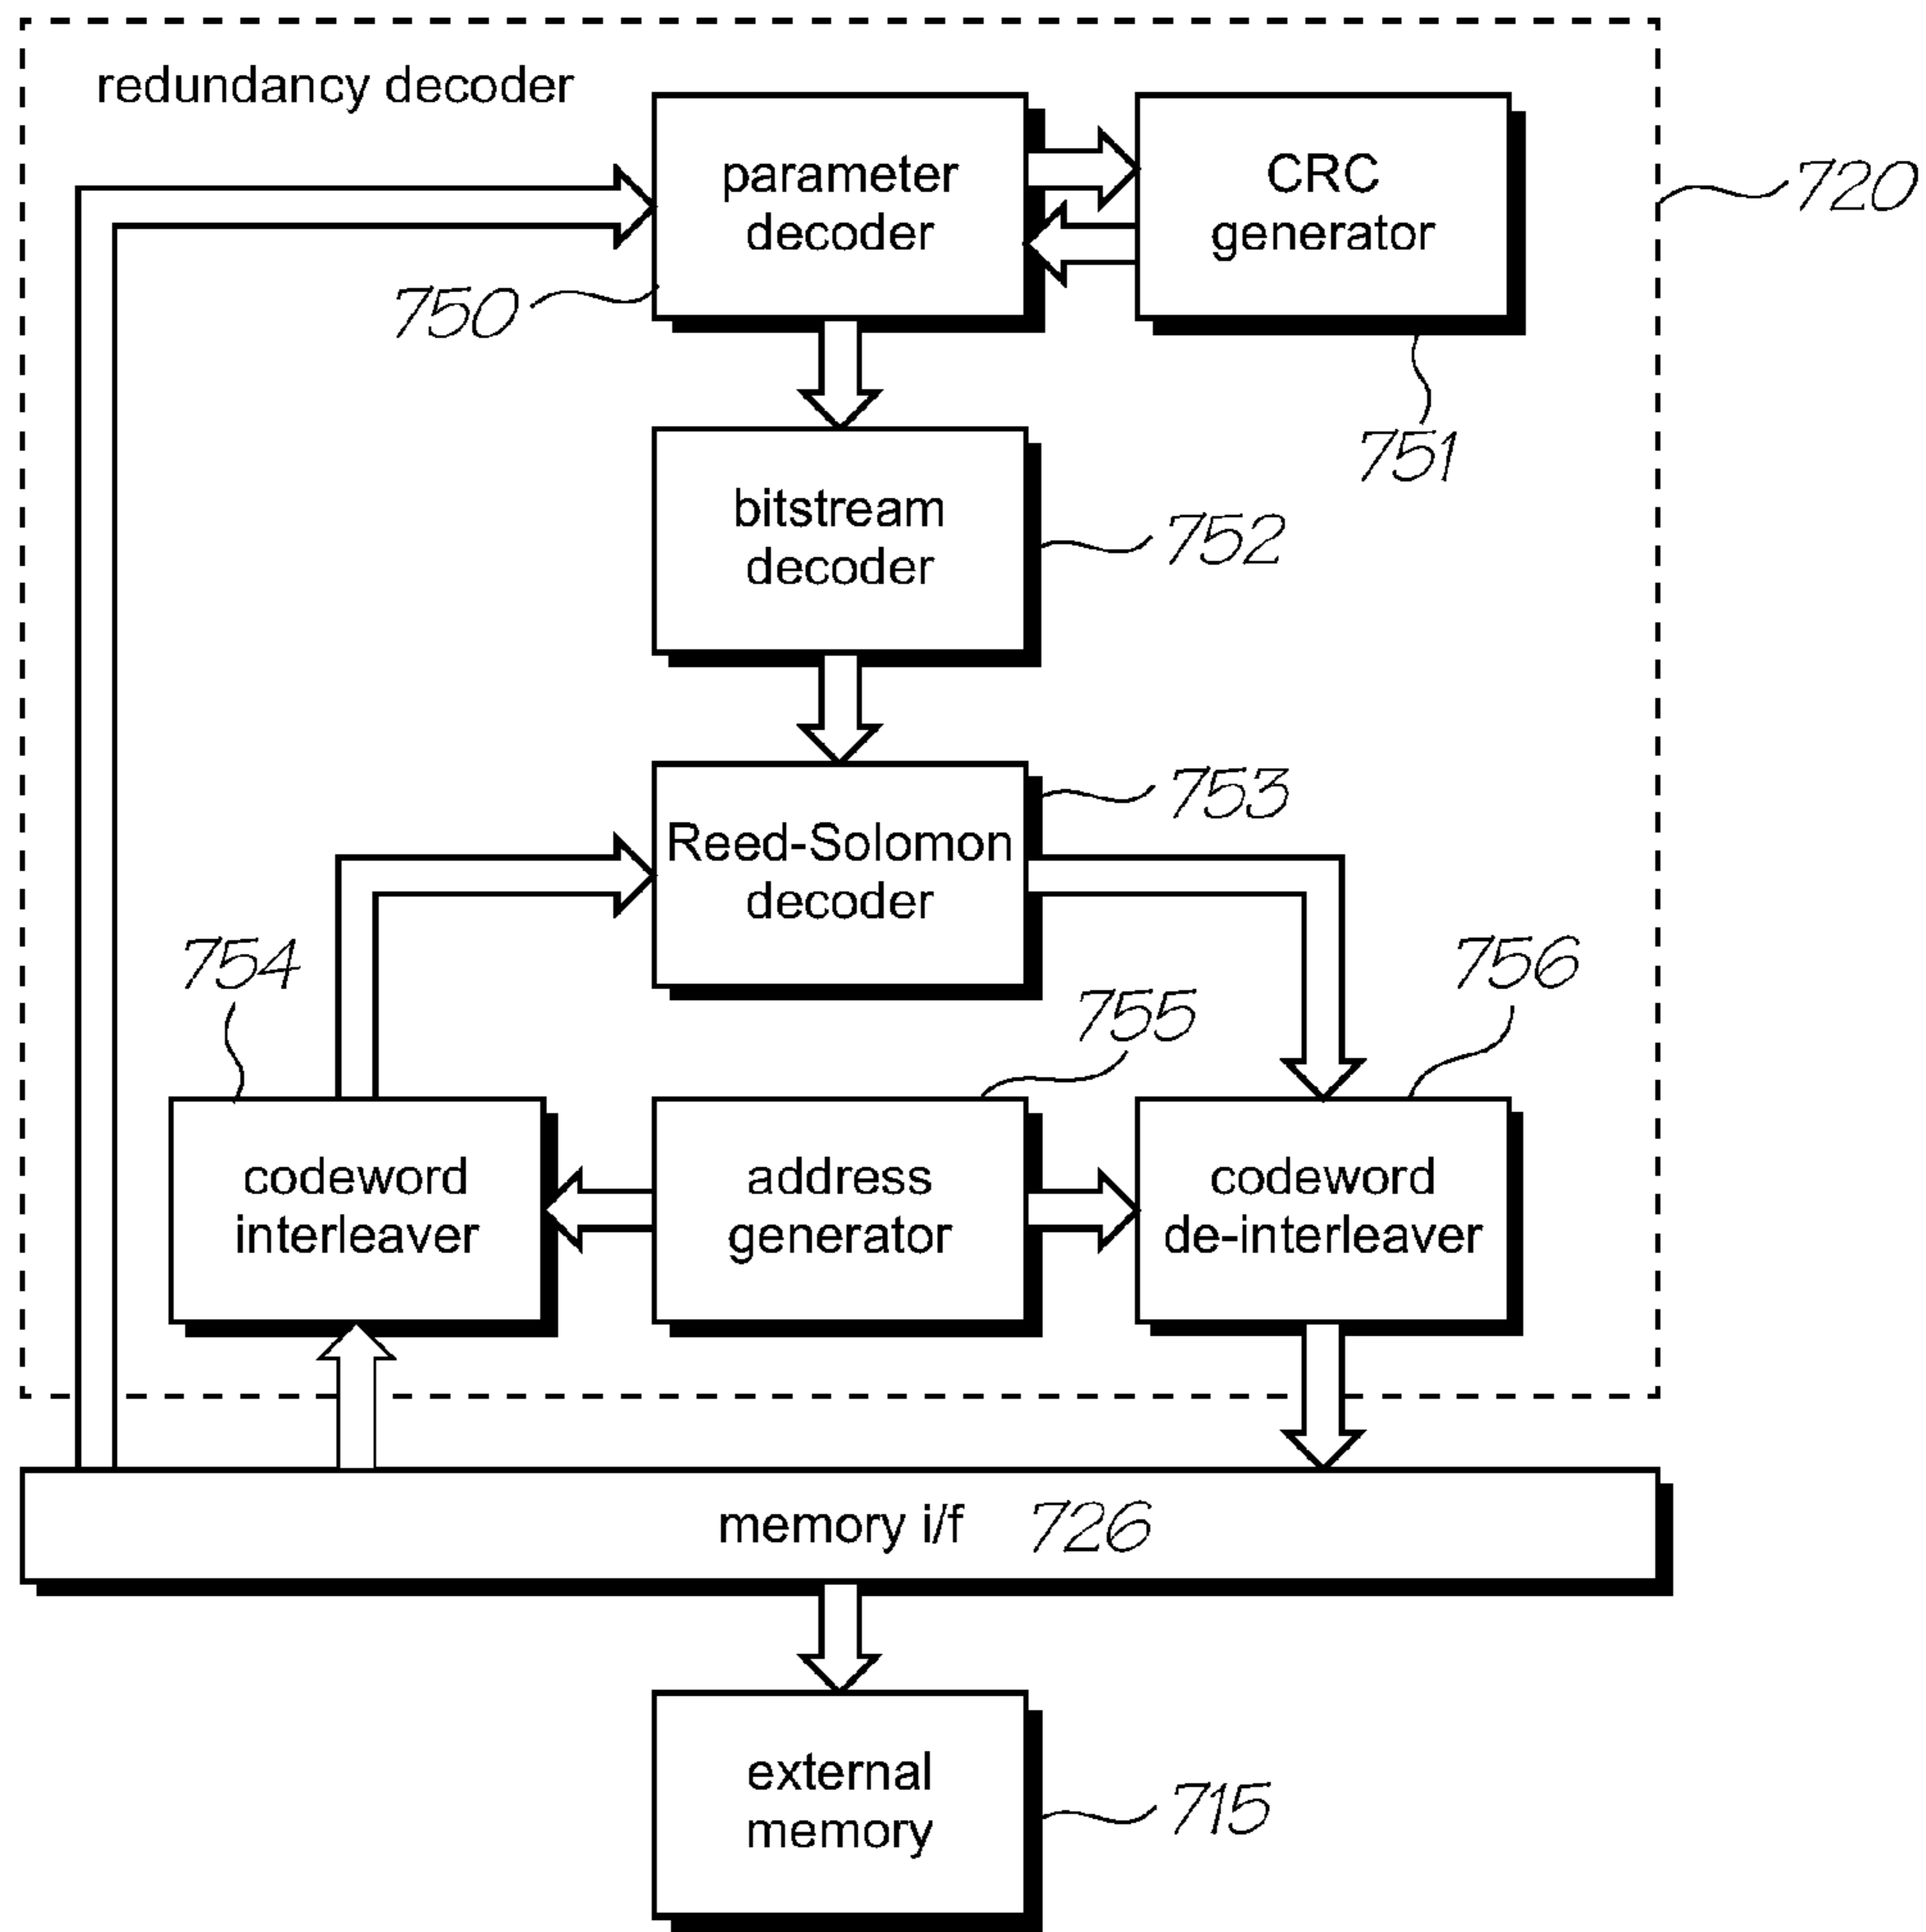 redundancy decoder
parameter
decoder
CRC
generator
720
750
751
bitstream
decoder
752
753
Reed-Solomon
decoder
754
755
756
codeword
interleaver
address
generator
codeword
de-interleaver
memory i/f 726
external
memory
715